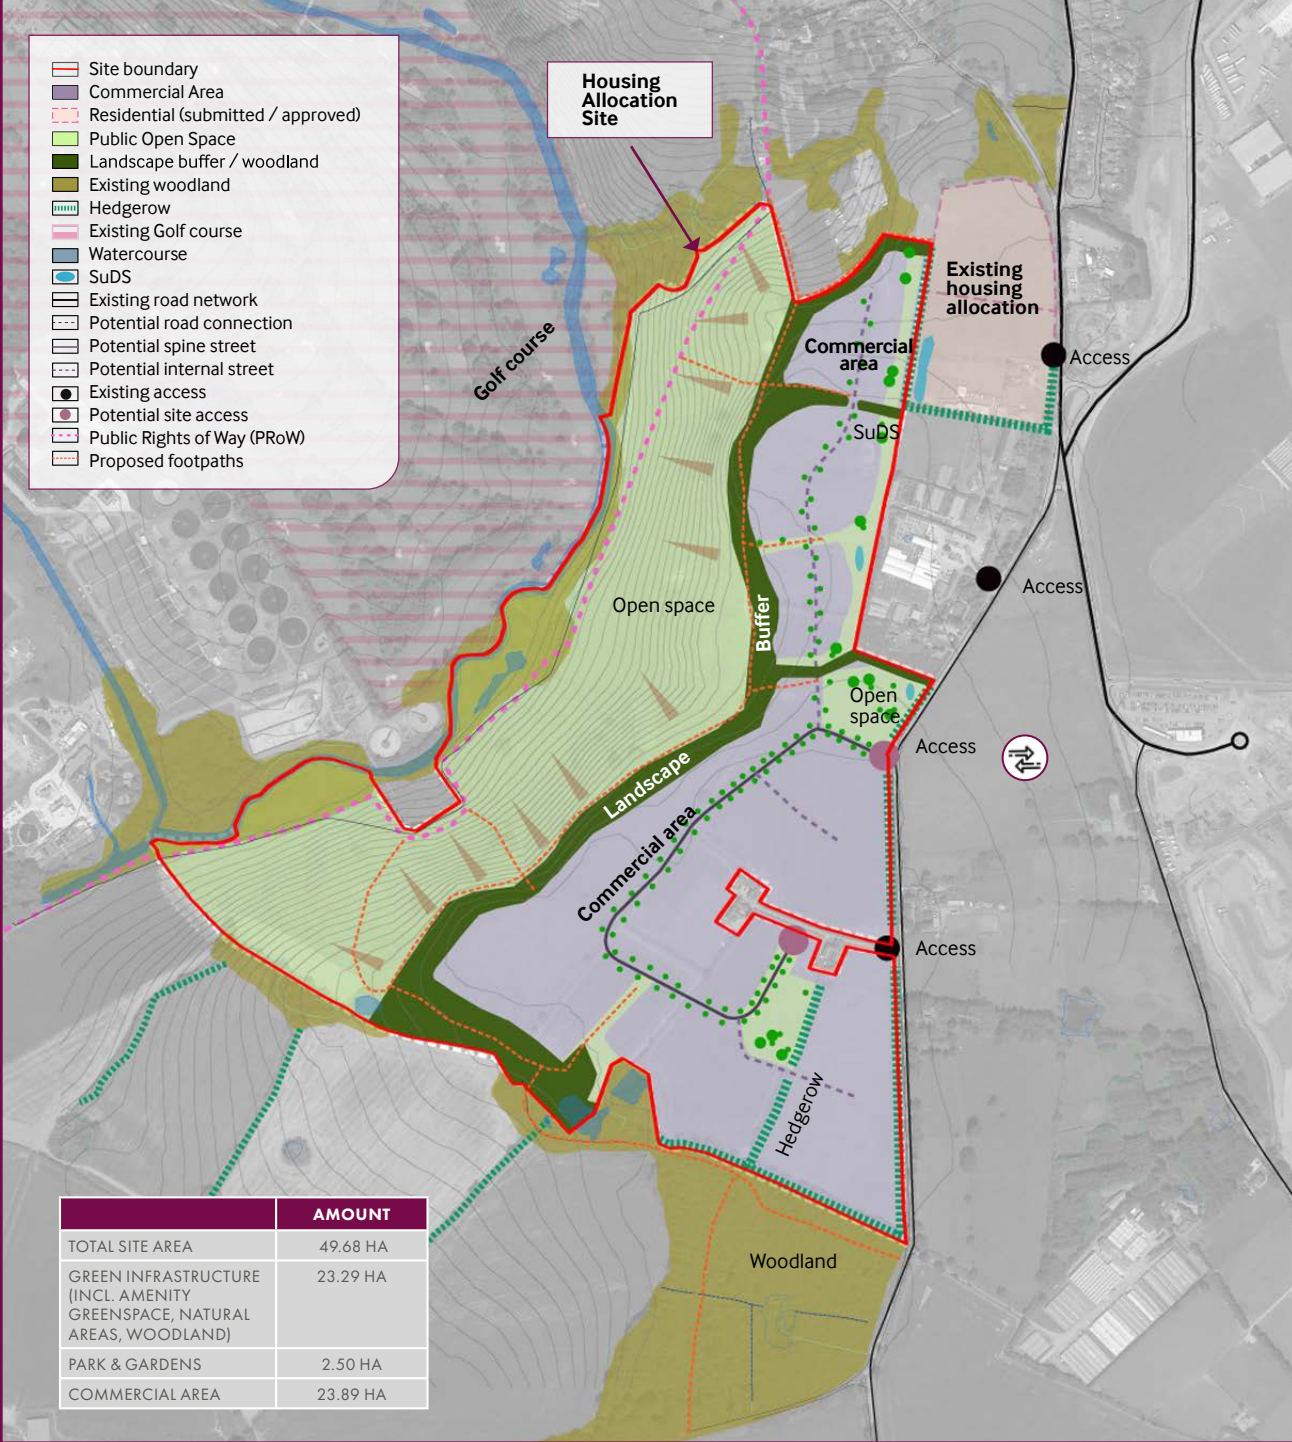 Site boundary
Commercial Area
Residential (submitted / approved)
Public Open Space
Landscape buffer / woodland
Existing woodland
Hedgerow
Existing Golf course
Watercourse
SuDS
Existing road network
Potential road connection
Potential spine street
Potential internal street
Existing access
Potential site access
Public Rights of Way (PRoW)
Proposed footpaths
Housing
Allocation
Site
Golf course
Existing
housing
allocation
Commercial
area
Access
SuDS
Access
Open space
Buffer
Open
space
Access
Landscape
Commercial area
Access
Hedgerow
Woodland
AMOUNT
TOTAL SITE AREA 49.68 HA
GREEN INFRASTRUCTURE 23.29 HA
(INCL. AMENITY
GREENSPACE, NATURAL
AREAS, WOODLAND)
PARK & GARDENS 2.50 HA
COMMERCIAL AREA 23.89 HA